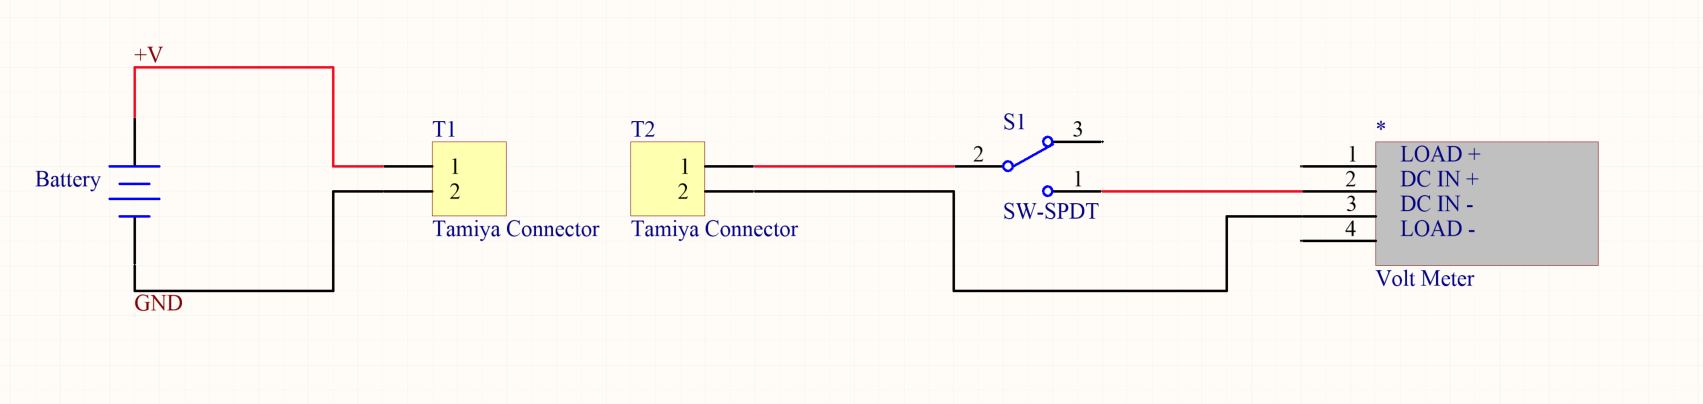 +V
Battery
GND
T1
1
2
Tamiya Connector
T2
1
2
Tamiya Connector
S1
3
2
1
SW-SPDT
*
1 LOAD +
2 DC IN +
3 DC IN -
4 LOAD -
Volt Meter